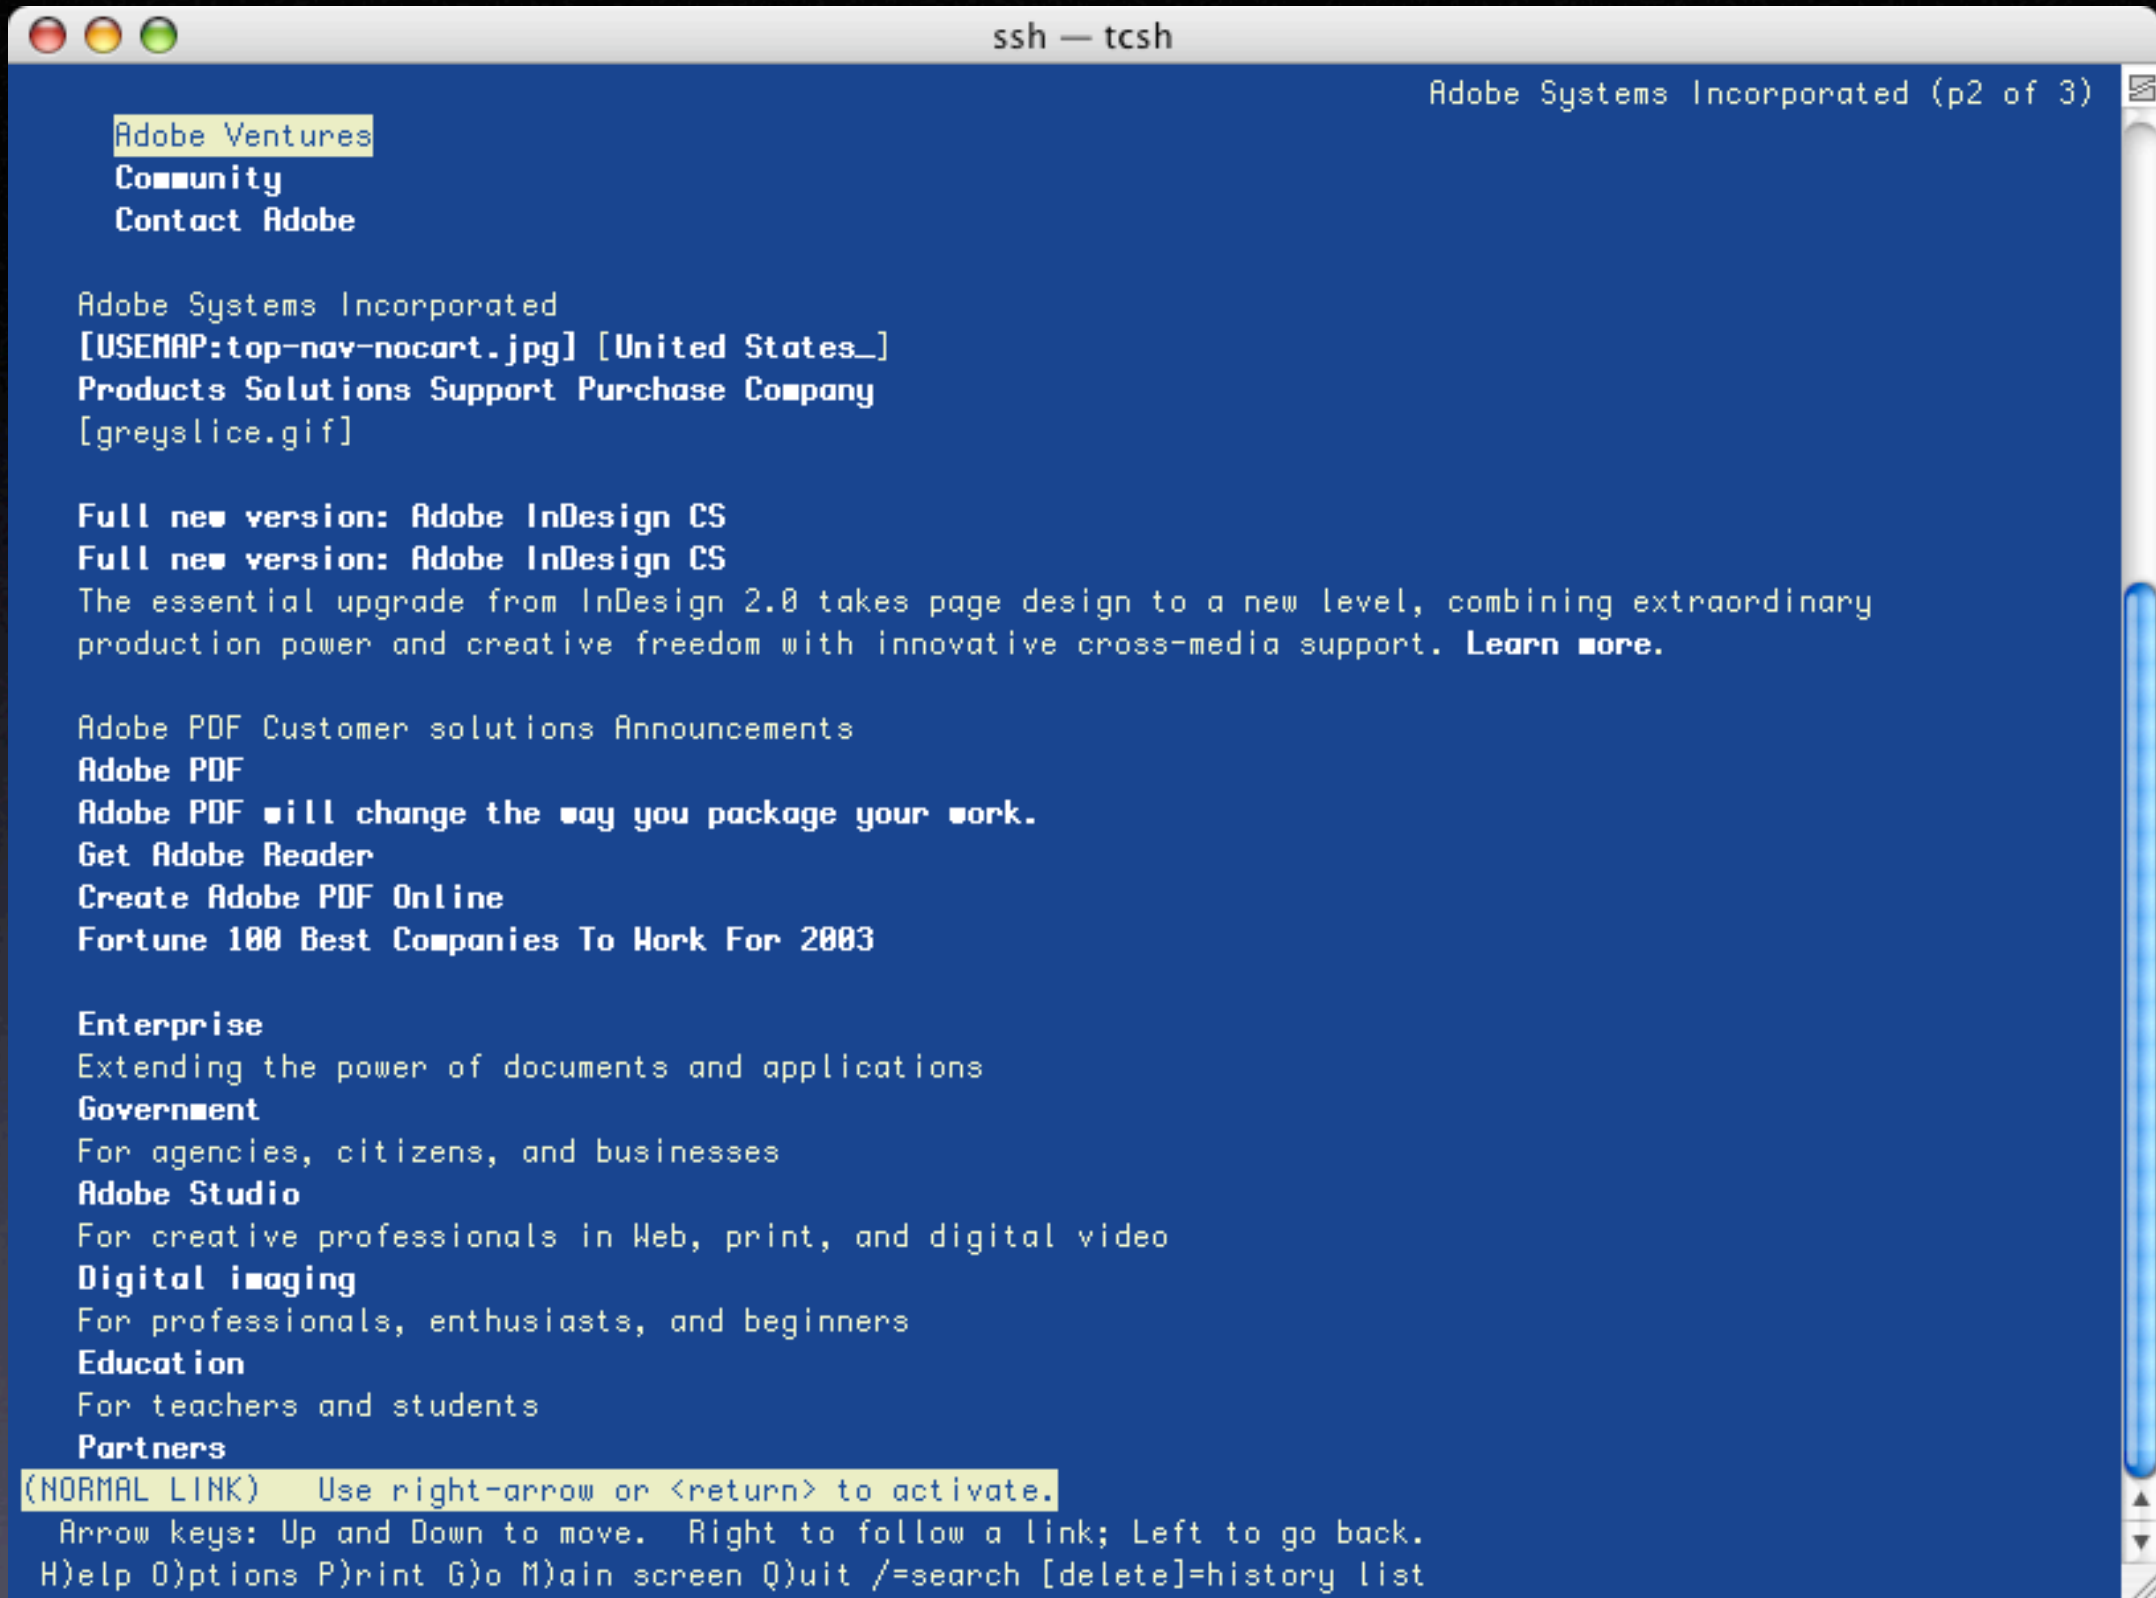 ssh — tcsh
Adobe Systems Incorporated (p2 of 3)
Adobe Ventures
Community
Contact Adobe
Adobe Systems Incorporated
[USEMAP:top-nav-nocart.jpg] [United States_]
Products Solutions Support Purchase Company
[greyslice.gif]
Full new version: Adobe InDesign CS
Full new version: Adobe InDesign CS
The essential upgrade from InDesign 2.0 takes page design to a new level, combining extraordinary
production power and creative freedom with innovative cross-media support. Learn more.
Adobe PDF Customer solutions Announcements
Adobe PDF
Adobe PDF will change the way you package your work.
Get Adobe Reader
Create Adobe PDF Online
Fortune 100 Best Companies To Work For 2003
Enterprise
Extending the power of documents and applications
Government
For agencies, citizens, and businesses
Adobe Studio
For creative professionals in Web, print, and digital video
Digital imaging
For professionals, enthusiasts, and beginners
Education
For teachers and students
Partners
(NORMAL LINK)   Use right-arrow or <return> to activate.
Arrow keys: Up and Down to move.  Right to follow a link; Left to go back.
H)elp O)ptions P)rint G)o M)ain screen Q)uit /=search [delete]=history list